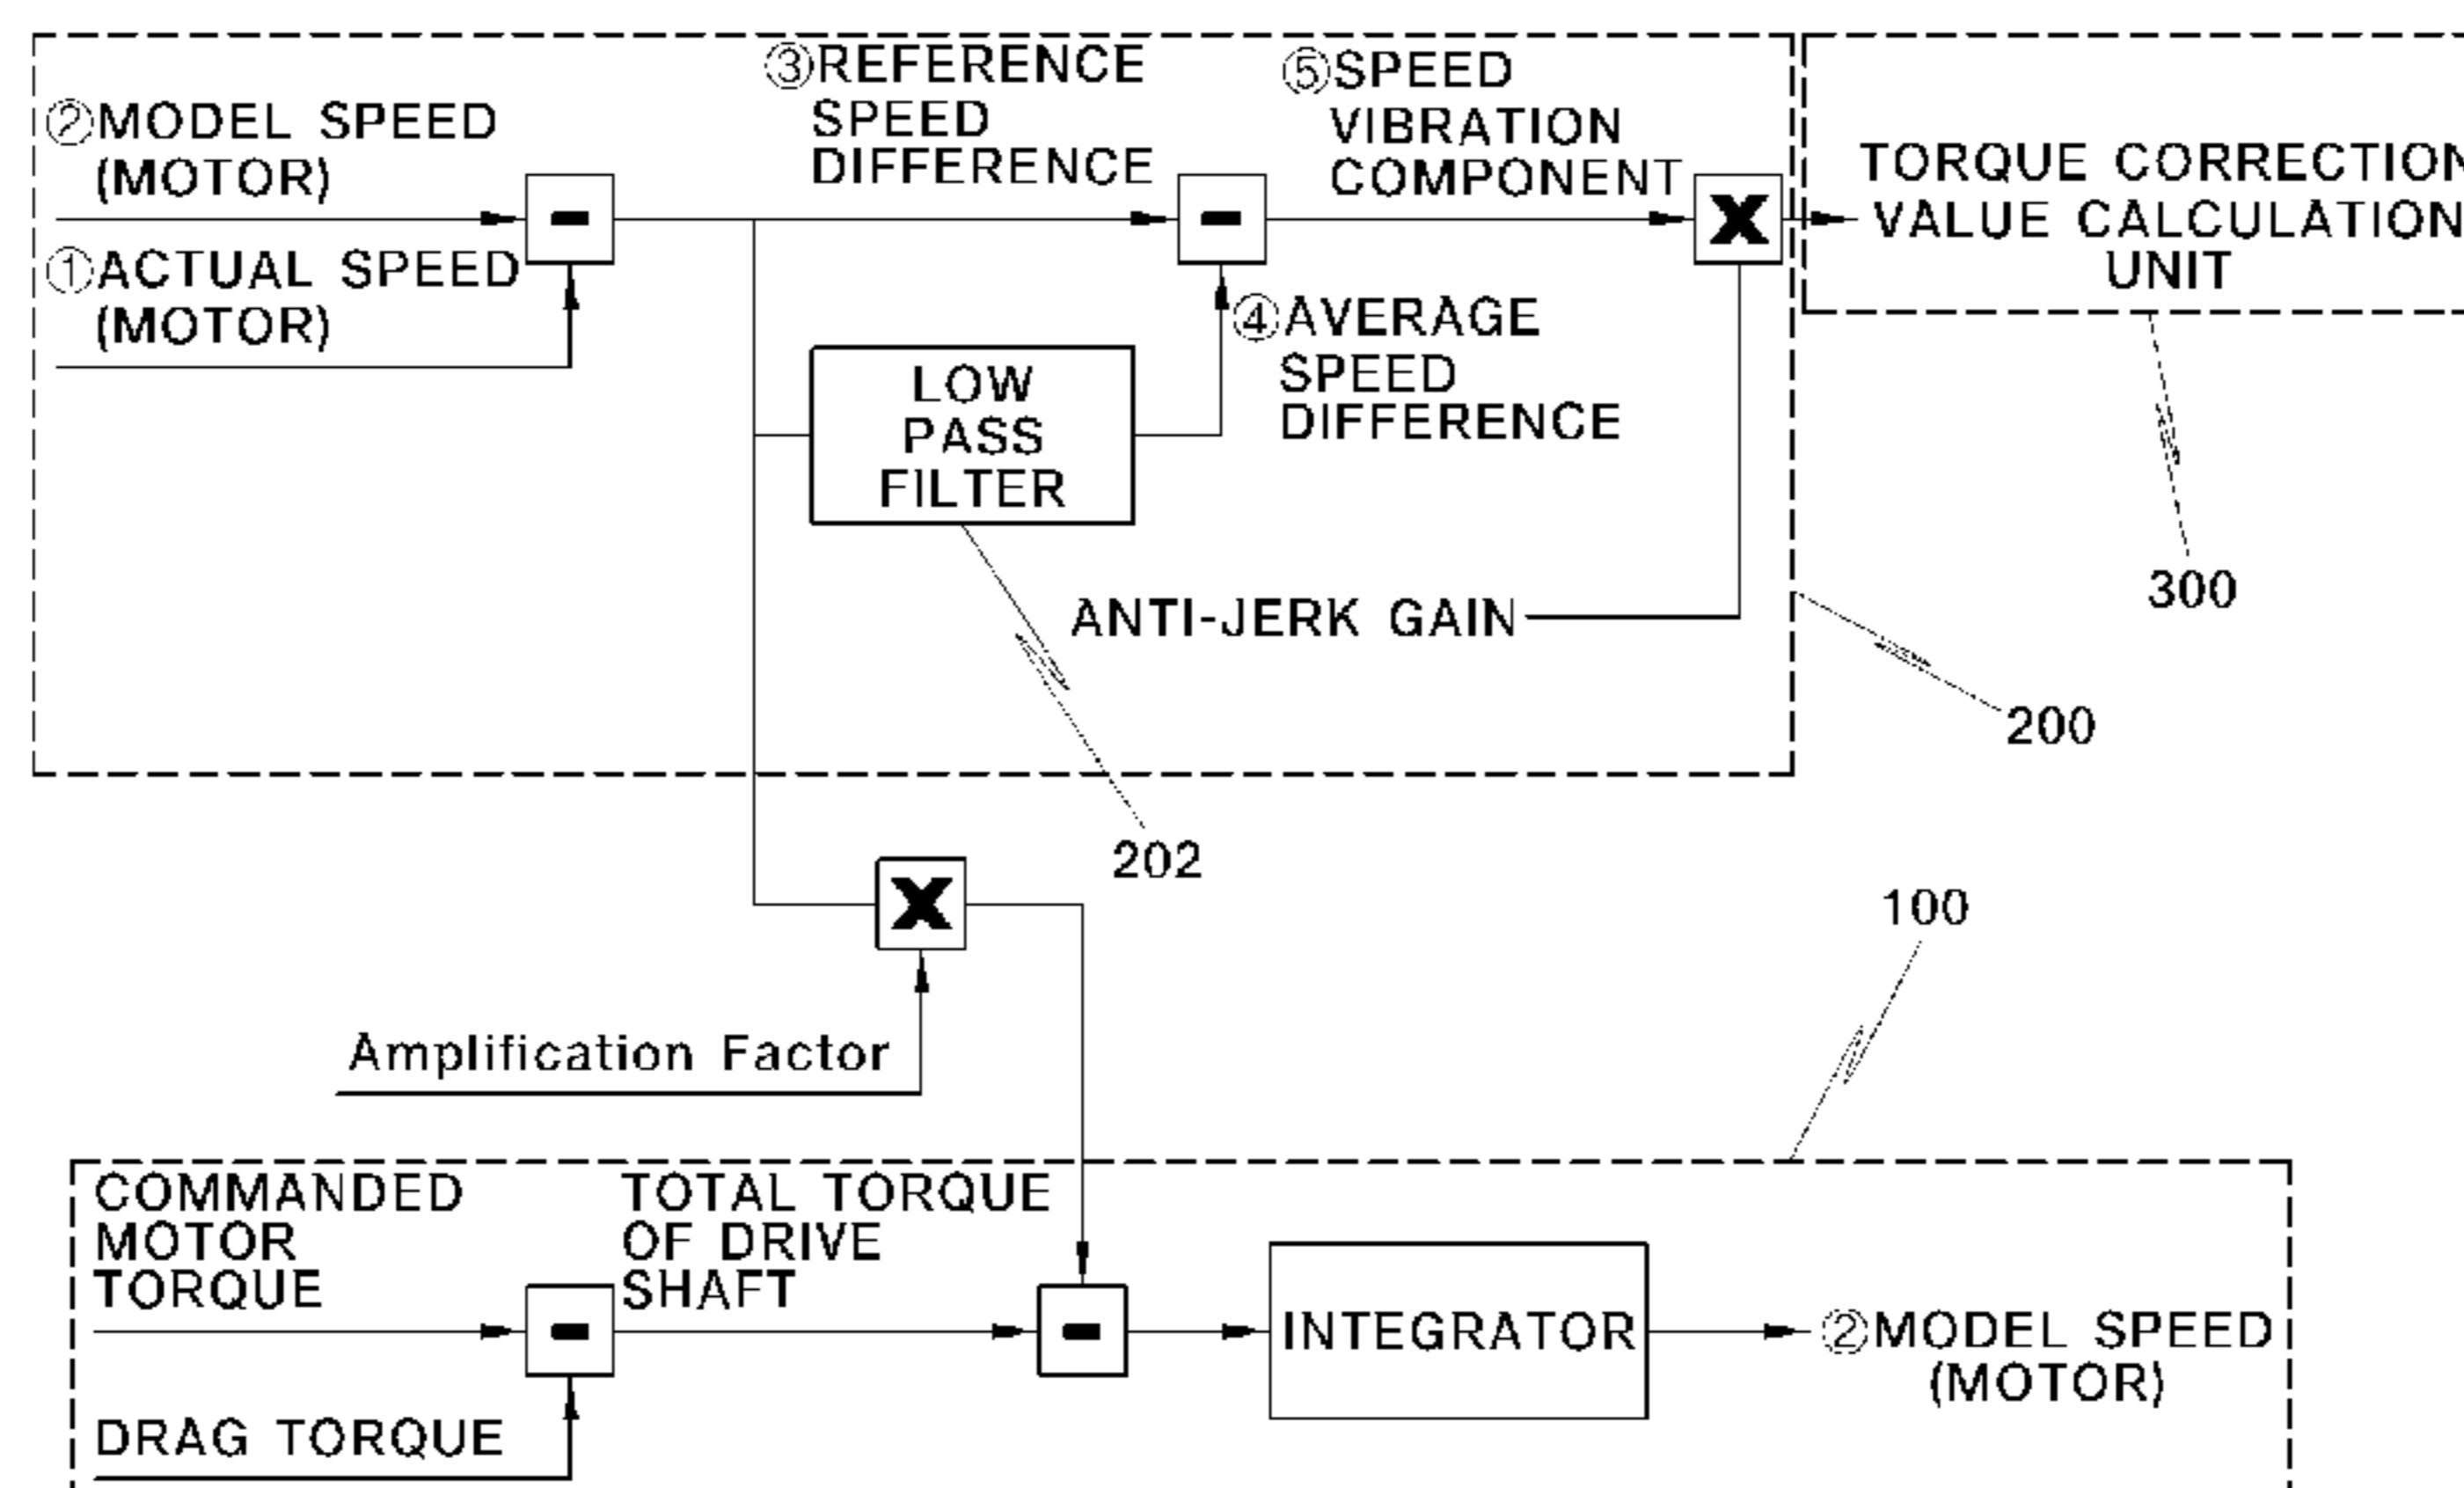 ②MODEL SPEED
(MOTOR)
①ACTUAL SPEED
(MOTOR)
③REFERENCE
SPEED
DIFFERENCE
⑤SPEED
VIBRATION
COMPONENT
TORQUE CORRECTION
VALUE CALCULATION
UNIT
④AVERAGE
SPEED
DIFFERENCE
LOW
PASS
FILTER
ANTI-JERK GAIN
300
200
202
100
Amplification Factor
COMMANDED
MOTOR
TORQUE
TOTAL TORQUE
OF DRIVE
SHAFT
INTEGRATOR
②MODEL SPEED
(MOTOR)
DRAG TORQUE